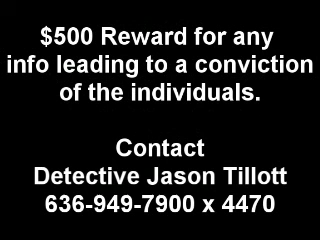 $500 Reward for any
info leading to a conviction
of the individuals.
Contact
Detective Jason Tillott
636-949-7900 x 4470